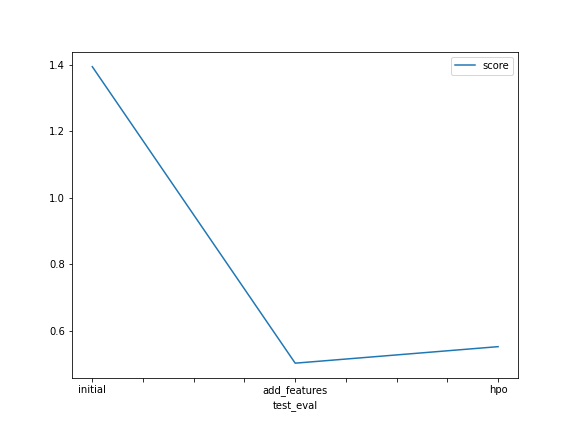 score
1.4
1.2
1.0
0.8
0.6
initial
add_features
hpo
test_eval